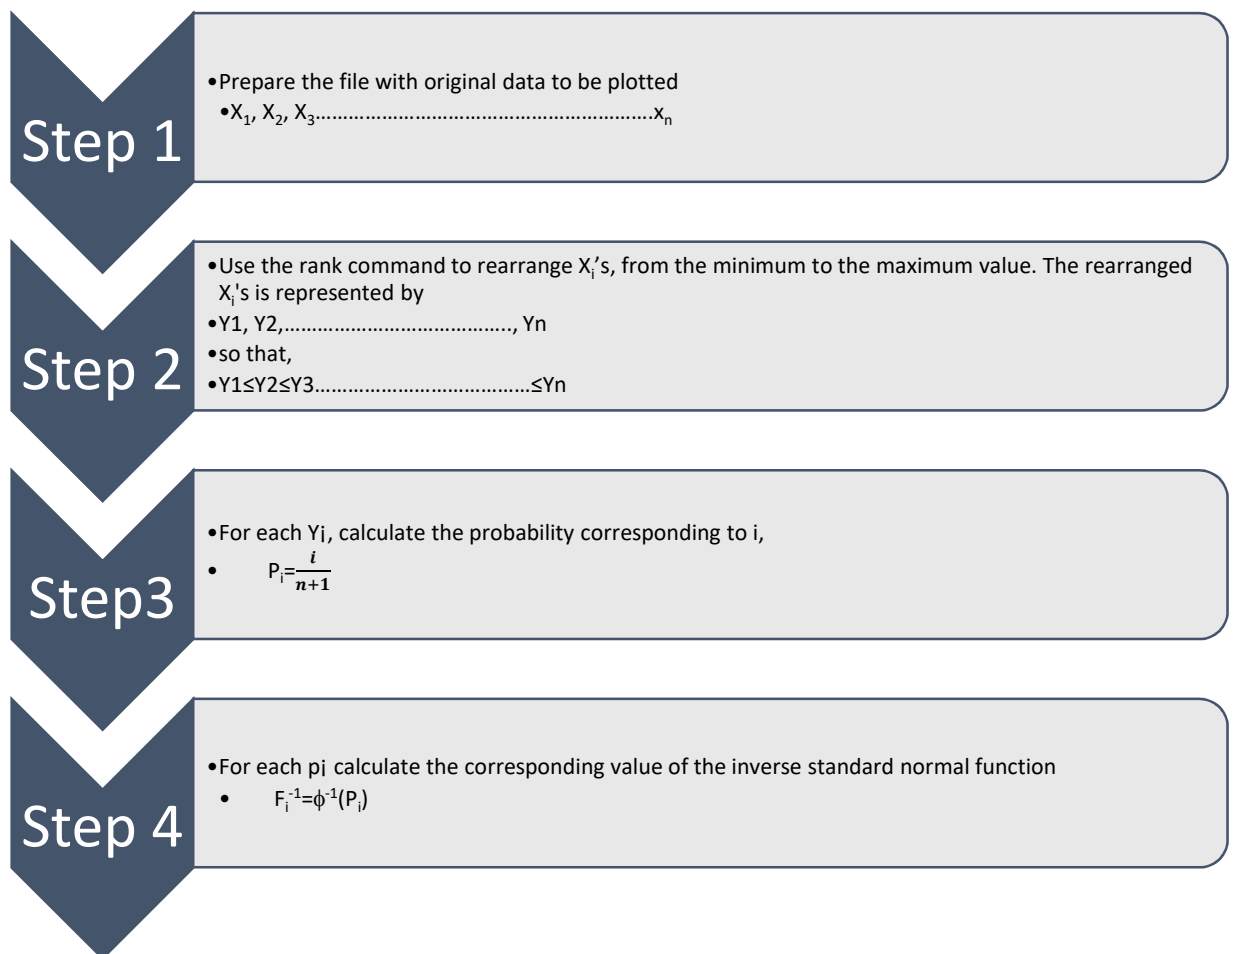 Step 1
•Prepare the file with original data to be plotted
•X₁, X₂, X₃……………………………………………………….xₙ
Step 2
•Use the rank command to rearrange Xᵢ’s, from the minimum to the maximum value. The rearranged
Xᵢ's is represented by
•Y1, Y2,………………………………….., Yn
•so that,
•Y1≤Y2≤Y3………………………………..≤Yn
Step3
•For each Yi, calculate the probability corresponding to i,
• Pᵢ=i/n+1
Step 4
•For each pi calculate the corresponding value of the inverse standard normal function
• Fᵢ⁻¹=ϕ⁻¹(Pᵢ)